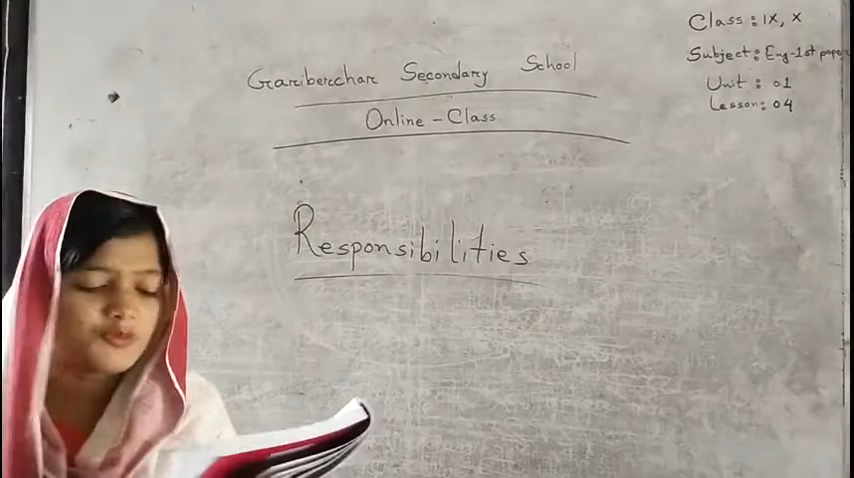 Class : IX, X
Subject : Eng-1st paper
Unit : 01
Lesson : 04
Gariberchar Secondary School
Online - Class
Responsibilities